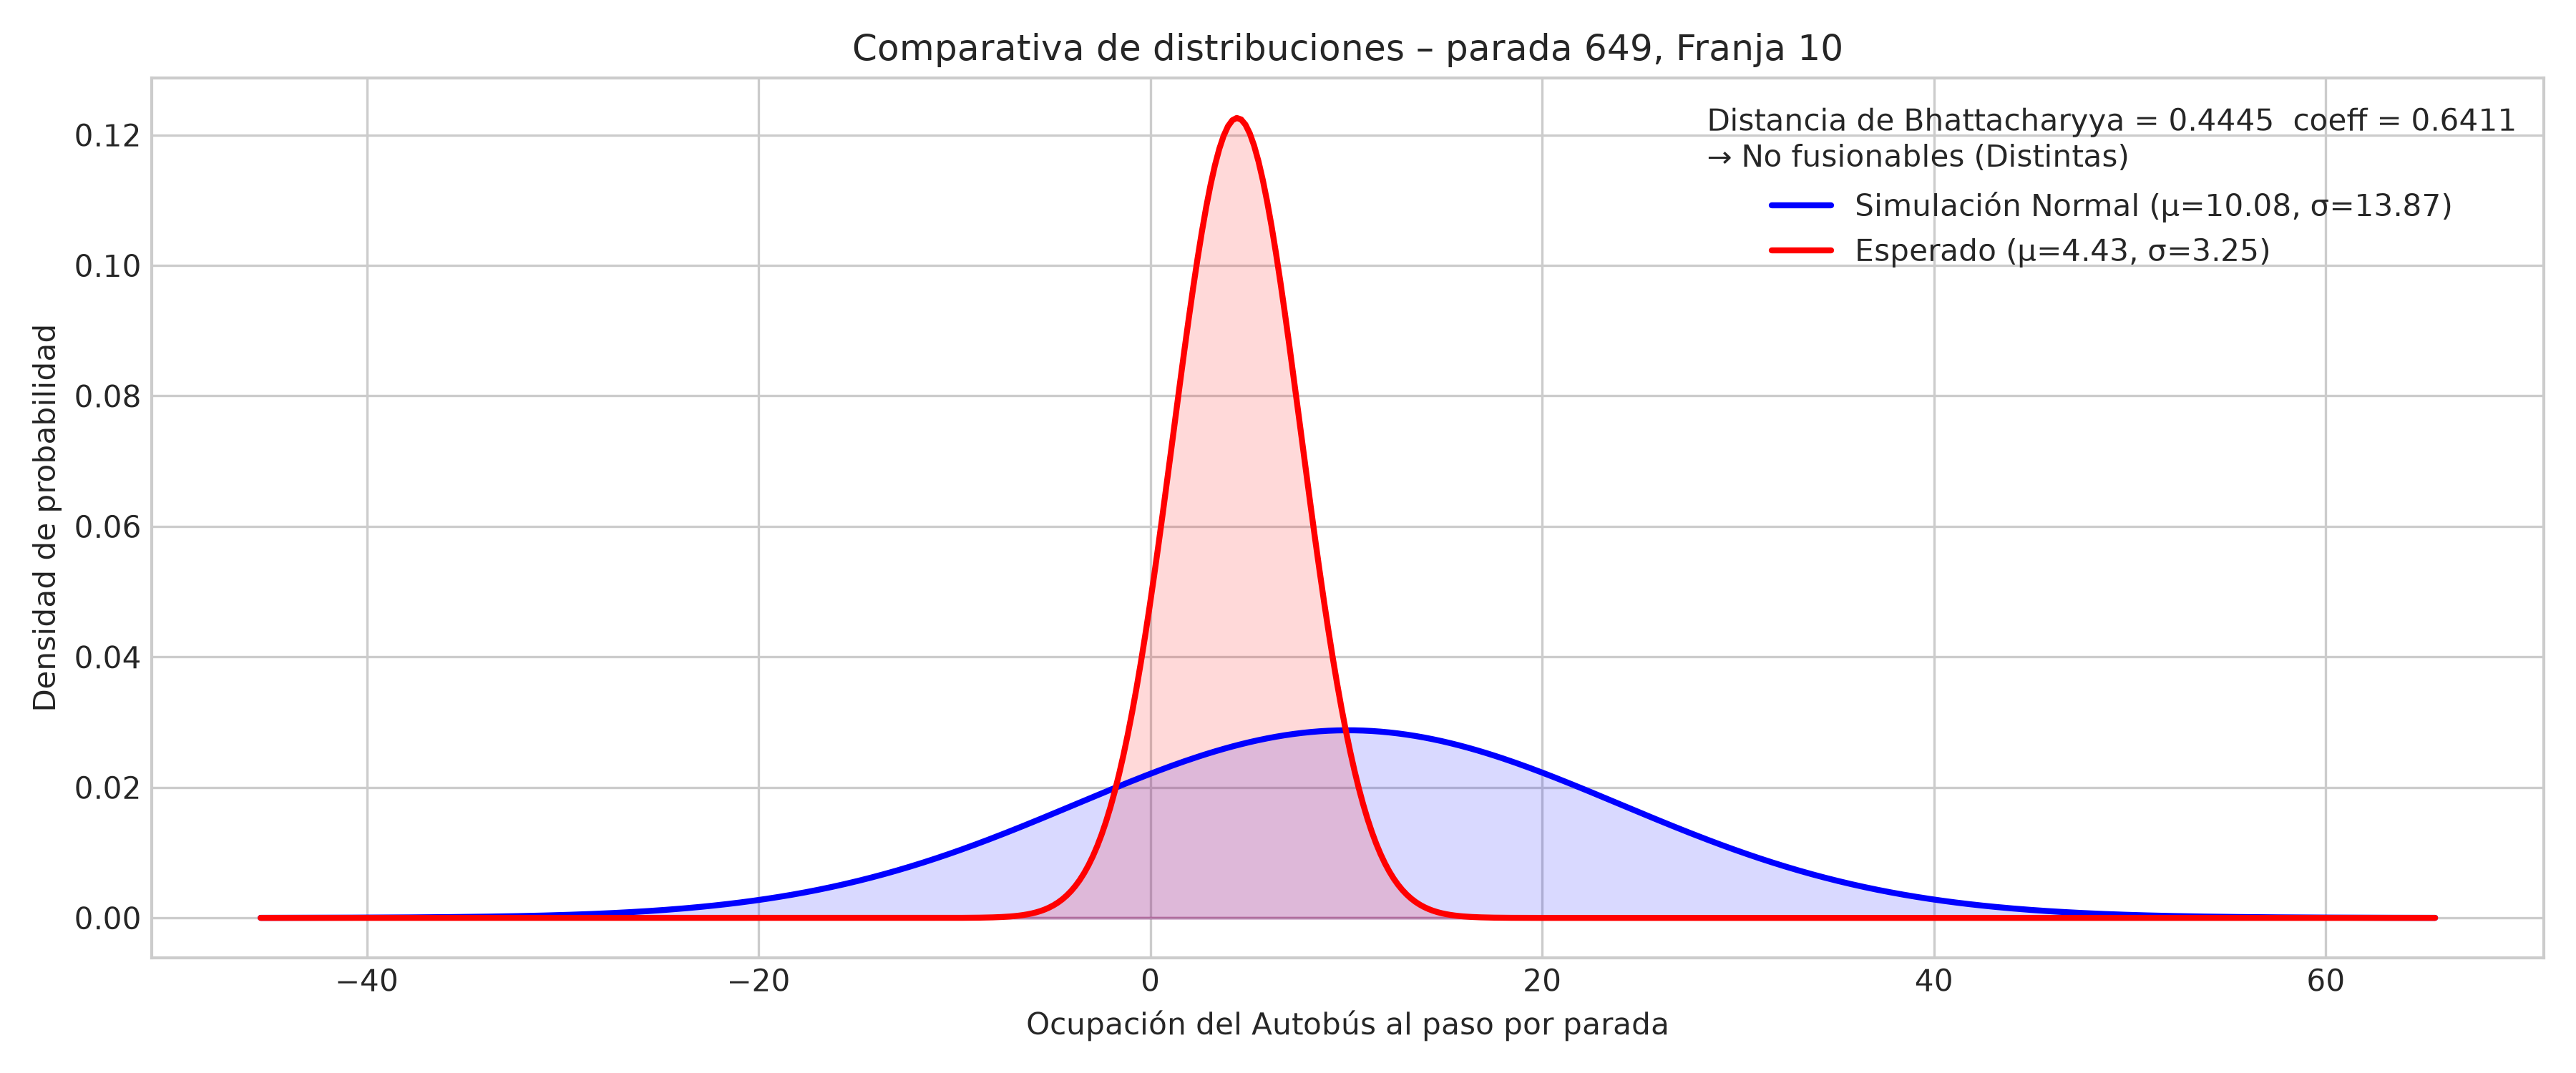 Comparativa de distribuciones – parada 649, Franja 10
Distancia de Bhattacharyya = 0.4445  coeff = 0.6411
→ No fusionables (Distintas)
Simulación Normal (μ=10.08, σ=13.87)
Esperado (μ=4.43, σ=3.25)
Densidad de probabilidad
0.12
0.10
0.08
0.06
0.04
0.02
0.00
−40
−20
0
20
40
60
Ocupación del Autobús al paso por parada